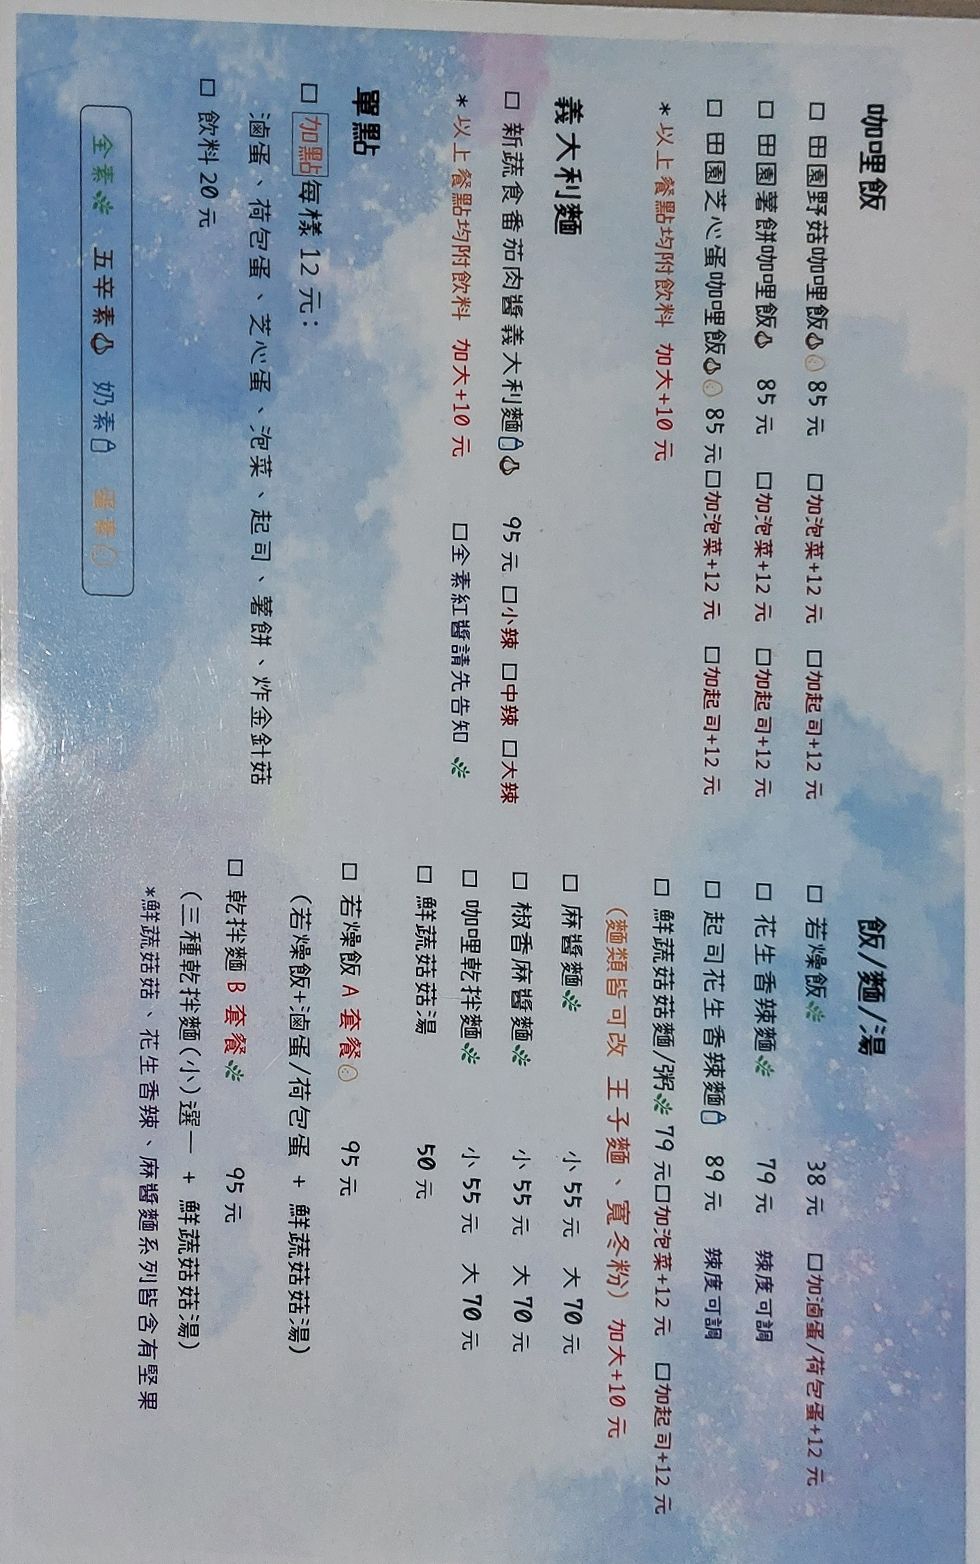 咖哩飯
□ 田園野菇咖哩飯 85 元 □加泡菜+12 元 □加起司+12 元
□ 田園薯餅咖哩飯 85 元 □加泡菜+12 元 □加起司+12 元
□ 田園芝心蛋咖哩飯 85 元 □加泡菜+12 元 □加起司+12 元
*以上餐點均附飲料 加大+10 元
義大利麵
□ 新蔬食番茄肉醬義大利麵 95 元 □小辣 □中辣 □大辣
*以上餐點均附飲料 加大+10 元 □全素紅醬請先告知
單點
□ 加點每樣 12 元:
滷蛋、荷包蛋、芝心蛋、泡菜、起司、薯餅、炸金針菇
□ 飲料 20 元
全素 五辛素 奶素 蛋素
飯/麵/湯
□ 若燥飯 38 元 □加滷蛋/荷包蛋+12 元
□ 花生香辣麵 79 元 辣度可調
□ 起司花生香辣麵 89 元 辣度可調
□ 鮮蔬菇菇麵/粥 79 元 □加泡菜+12 元 □加起司+12 元
(麵類皆可改 王子麵、寬冬粉) 加大+10 元
□ 麻醬麵 小 55 元 大 70 元
□ 椒香麻醬麵 小 55 元 大 70 元
□ 咖哩乾拌麵 小 55 元 大 70 元
□ 鮮蔬菇菇湯 50 元
□ 若燥飯 A 套餐 95 元
(若燥飯+滷蛋/荷包蛋 + 鮮蔬菇菇湯)
□ 乾拌麵 B 套餐 95 元
(三種乾拌麵(小)選一 + 鮮蔬菇菇湯)
*鮮蔬菇菇、花生香辣、麻醬麵系列皆含有堅果